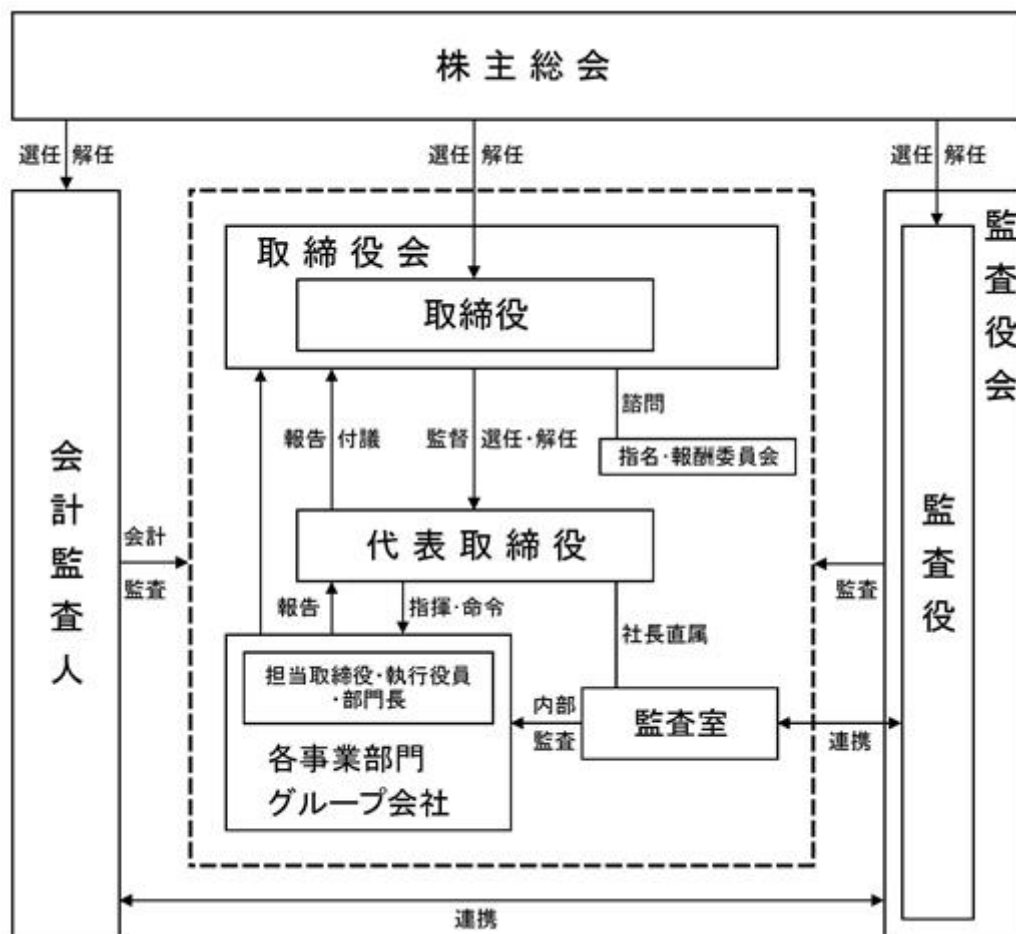 株主総会
選任 解任
選任 解任
選任 解任
取締役会
取締役
監査役会
監査役
会計監査人
報告 付議
監督 選任・解任
諮問
指名・報酬委員会
代表取締役
会計
監査
監査
報告
指揮・命令
社長直属
担当取締役・執行役員
・部門長
各事業部門
グループ会社
内部
監査
監査室
連携
連携